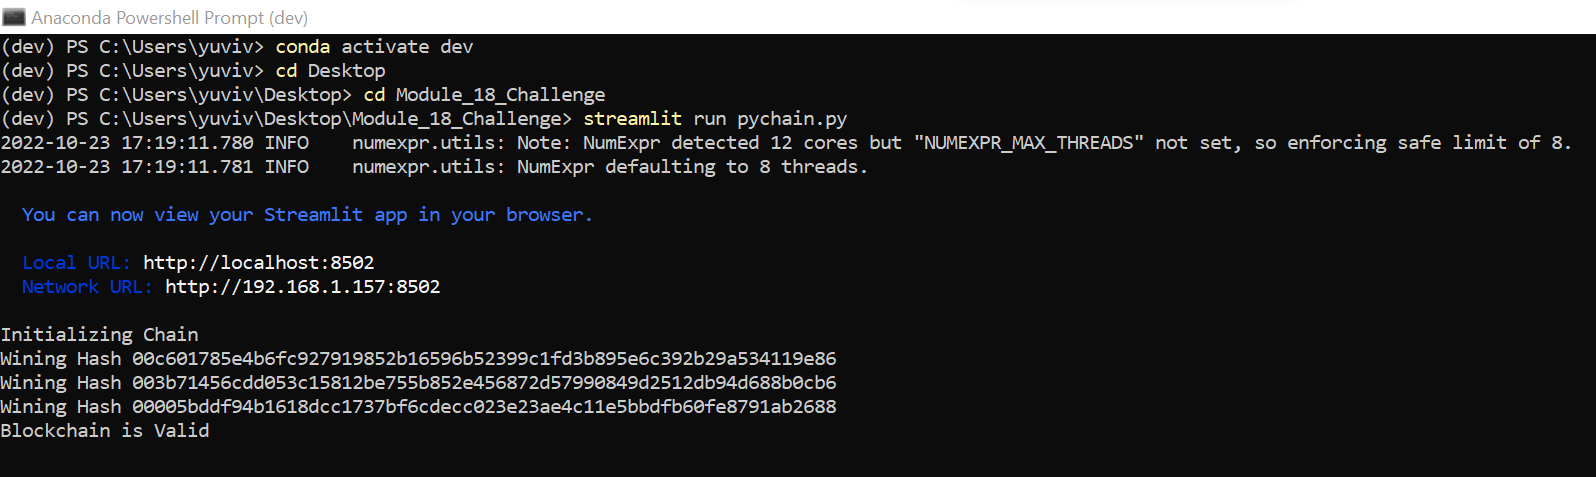 Anaconda Powershell Prompt (dev)
(dev) PS C:\Users\yuviv> conda activate dev
(dev) PS C:\Users\yuviv> cd Desktop
(dev) PS C:\Users\yuviv\Desktop> cd Module_18_Challenge
(dev) PS C:\Users\yuviv\Desktop\Module_18_Challenge> streamlit run pychain.py
2022-10-23 17:19:11.780 INFO    numexpr.utils: Note: NumExpr detected 12 cores but "NUMEXPR_MAX_THREADS" not set, so enforcing safe limit of 8.
2022-10-23 17:19:11.781 INFO    numexpr.utils: NumExpr defaulting to 8 threads.
You can now view your Streamlit app in your browser.
Local URL: http://localhost:8502
Network URL: http://192.168.1.157:8502
Initializing Chain
Wining Hash 00c601785e4b6fc927919852b16596b52399c1fd3b895e6c392b29a534119e86
Wining Hash 003b71456cdd053c15812be755b852e456872d57990849d2512db94d688b0cb6
Wining Hash 00005bddf94b1618dcc1737bf6cdecc023e23ae4c11e5bbdfb60fe8791ab2688
Blockchain is Valid